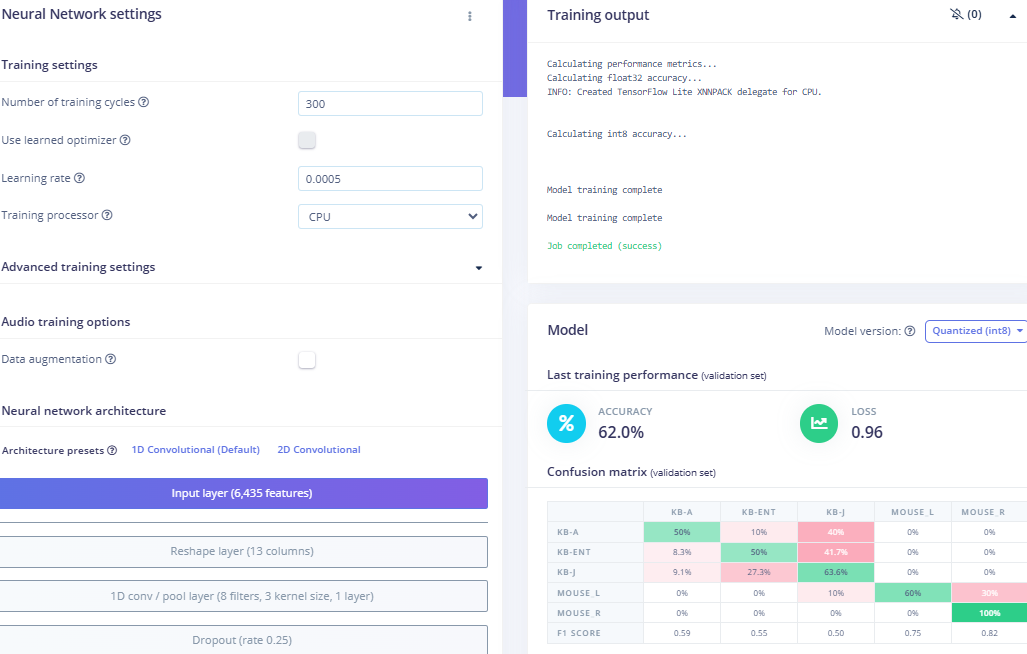 Neural Network settings
Training settings
Number of training cycles
300
Use learned optimizer
Learning rate
0.0005
Training processor
CPU
Advanced training settings
Audio training options
Data augmentation
Neural network architecture
Architecture presets 1D Convolutional (Default) 2D Convolutional
Input layer (6,435 features)
Reshape layer (13 columns)
1D conv / pool layer (8 filters, 3 kernel size, 1 layer)
Dropout (rate 0.25)
Training output
(0)
Calculating performance metrics...
Calculating float32 accuracy...
INFO: Created TensorFlow Lite XNNPACK delegate for CPU.
Calculating int8 accuracy...
Model training complete
Model training complete
Job completed (success)
Model
Model version: Quantized (int8)
Last training performance (validation set)
%
ACCURACY
62.0%
LOSS
0.96
Confusion matrix (validation set)
KB-A KB-ENT KB-J MOUSE_L MOUSE_R
KB-A 50% 10% 40% 0% 0%
KB-ENT 8.3% 50% 41.7% 0% 0%
KB-J 9.1% 27.3% 63.6% 0% 0%
MOUSE_L 0% 0% 10% 60% 30%
MOUSE_R 0% 0% 0% 0% 100%
F1 SCORE 0.59 0.55 0.50 0.75 0.82